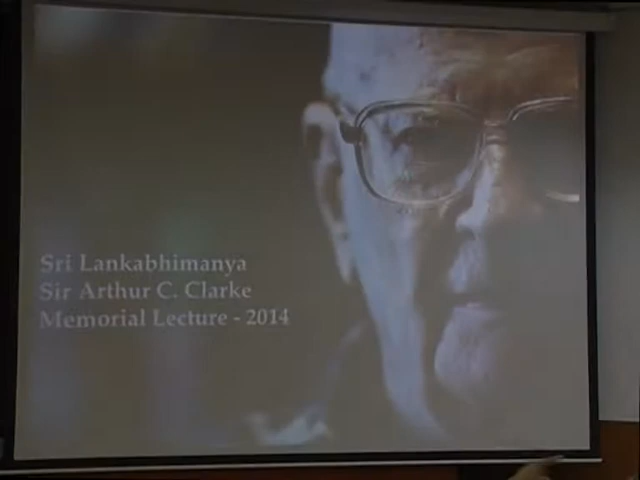 Sri Lankabhimanya
Sir Arthur C. Clarke
Memorial Lecture - 2014